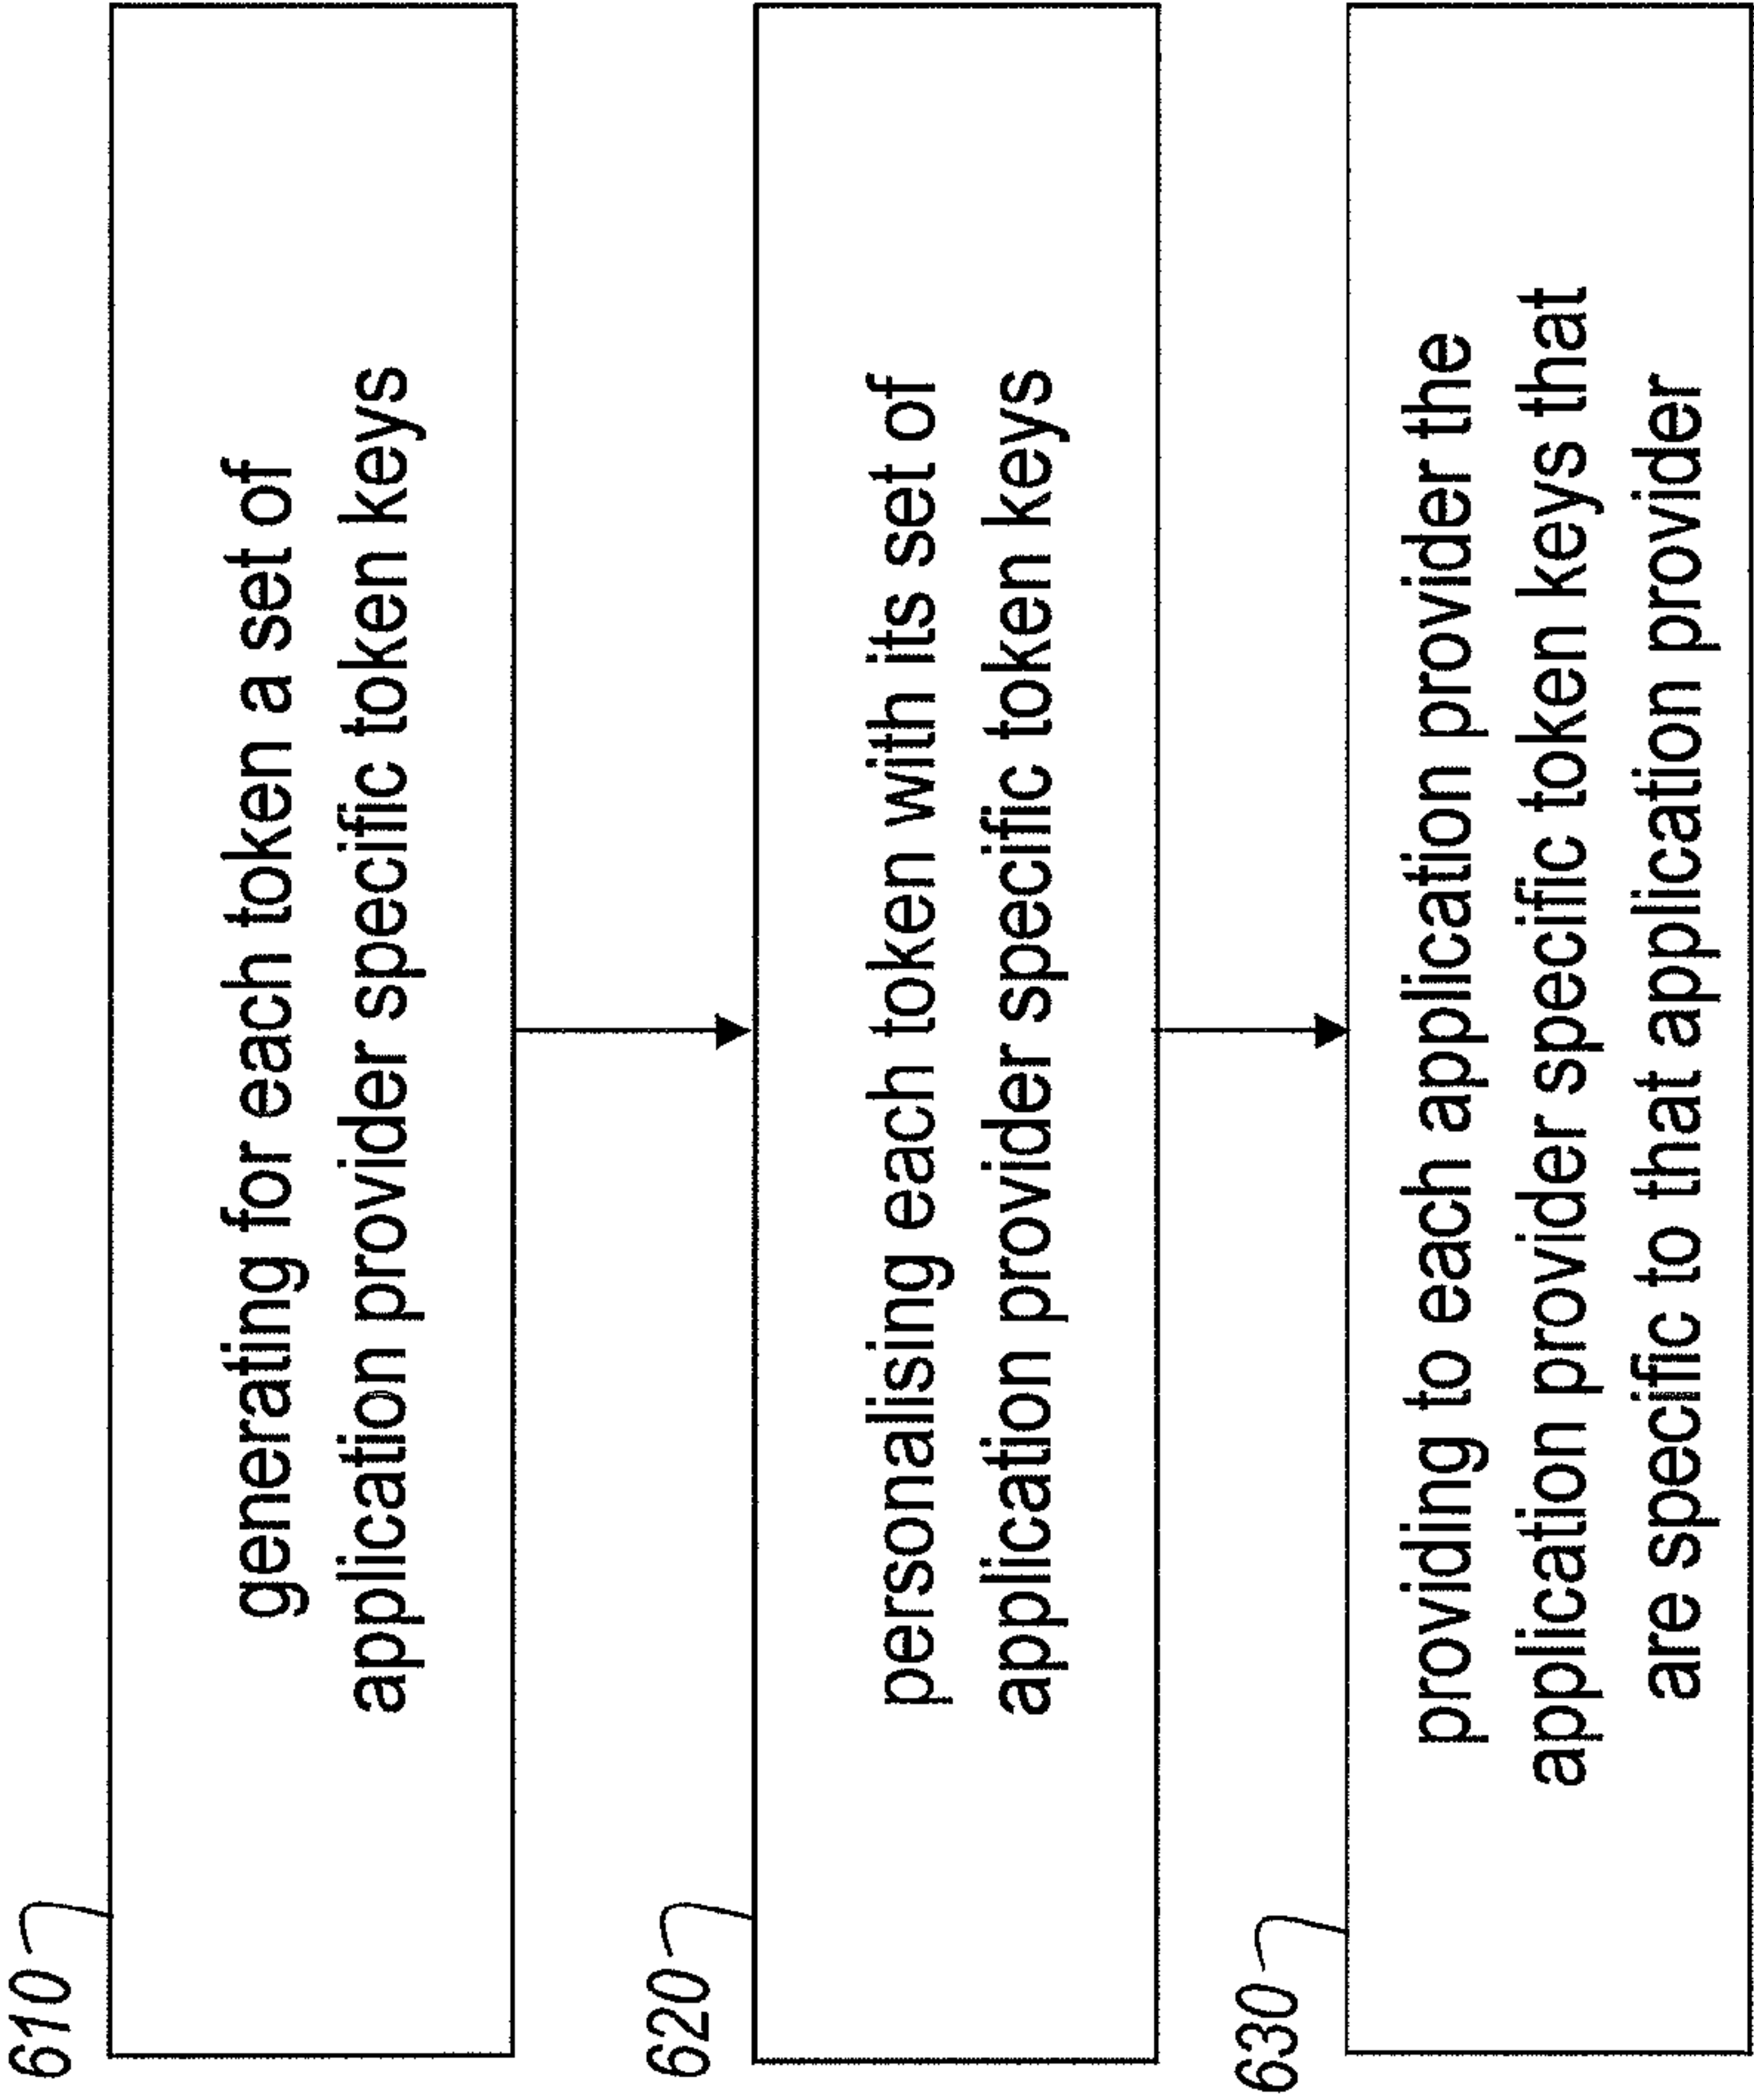 610
generating for each token a set of
application provider specific token keys
620
personalising each token with its set of
application provider specific token keys
630
providing to each application provider the
application provider specific token keys that
are specific to that application provider